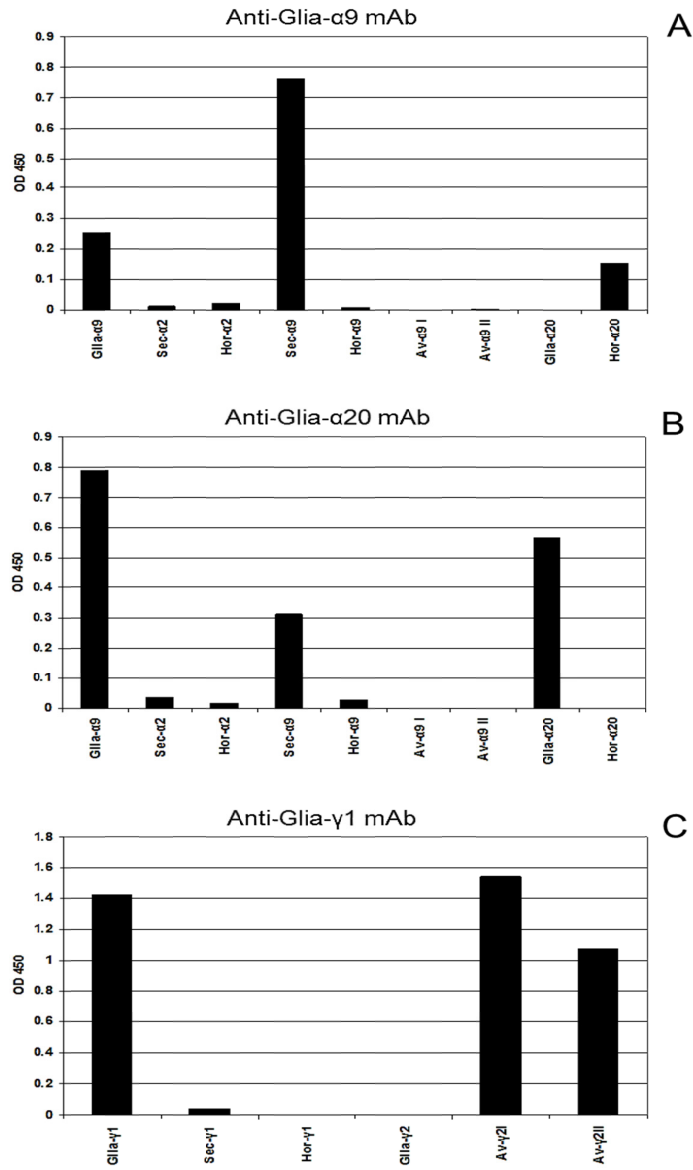 Anti-Glia-α9 mAb
A
0.9
0.8
0.7
0.6
0.5
0.4
0.3
0.2
0.1
0
OD 450
Glia-α9
Sec-α2
Hor-α2
Sec-α9
Hor-α9
Av-α9 I
Av-α9 II
Glia-α20
Hor-α20
Anti-Glia-α20 mAb
B
0.9
0.8
0.7
0.6
0.5
0.4
0.3
0.2
0.1
0
OD 450
Glia-α9
Sec-α2
Hor-α2
Sec-α9
Hor-α9
Av-α9 I
Av-α9 II
Glia-α20
Hor-α20
Anti-Glia-γ1 mAb
C
1.8
1.6
1.4
1.2
1
0.8
0.6
0.4
0.2
0
OD 450
Glia-γ1
Sec-γ1
Hor-γ1
Glia-γ2
Av-γ2I
Av-γ2II